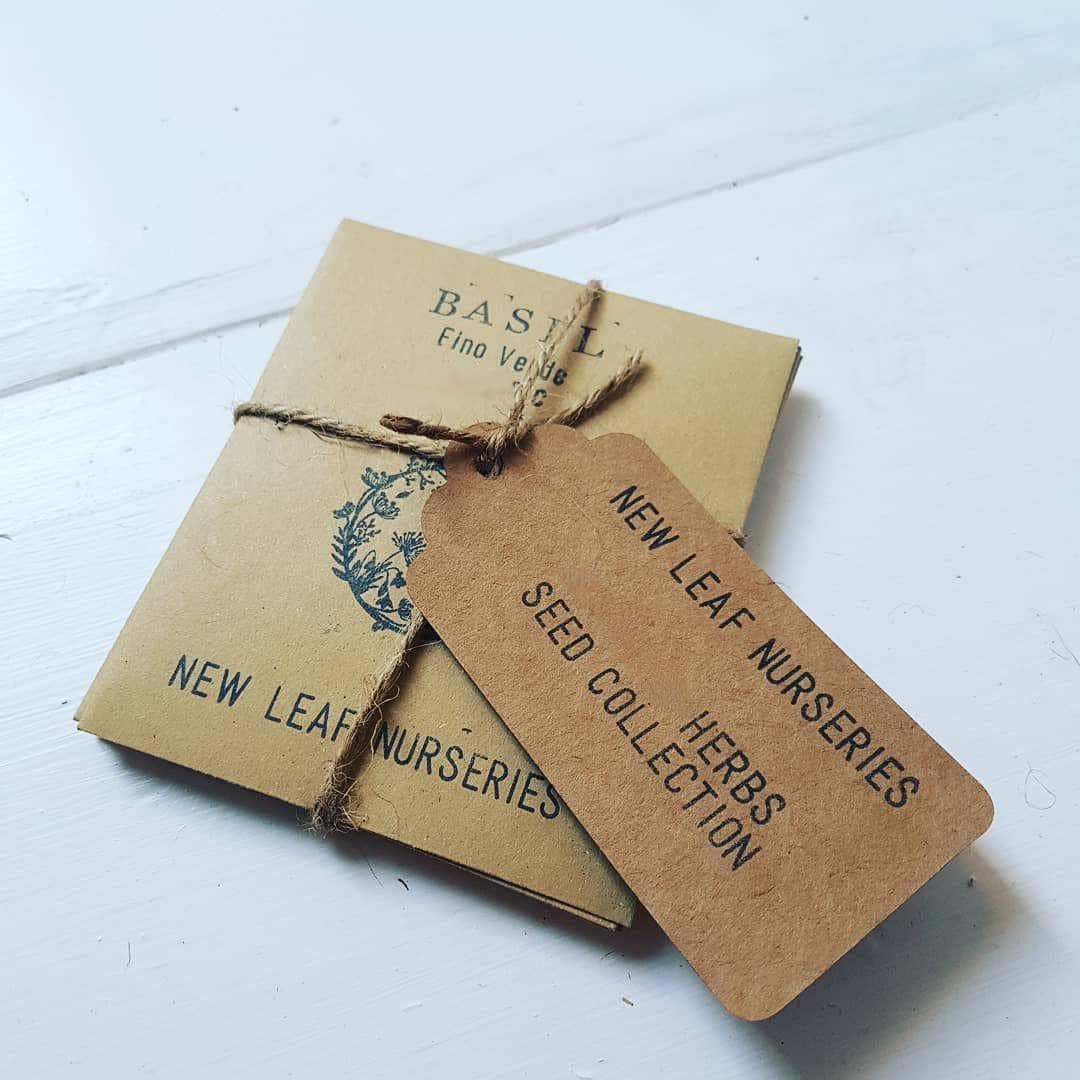 BASIL
Fino Verde
NEW LEAF NURSERIES
NEW LEAF NURSERIES
HERBS
SEED COLLECTION